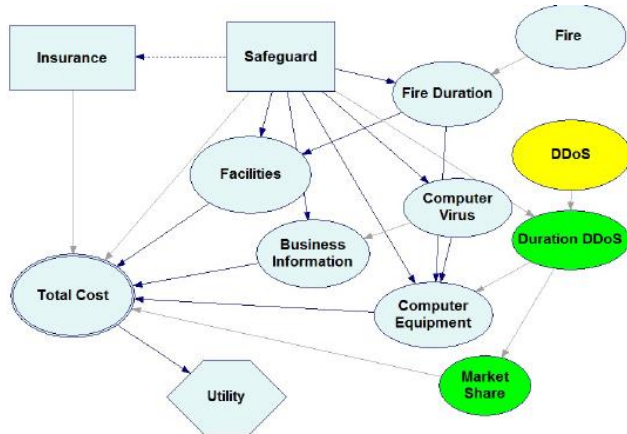 Insurance
Safeguard
Fire
Fire Duration
DDoS
Facilities
Computer
Virus
Business
Information
Duration DDoS
Total Cost
Computer
Equipment
Market
Share
Utility